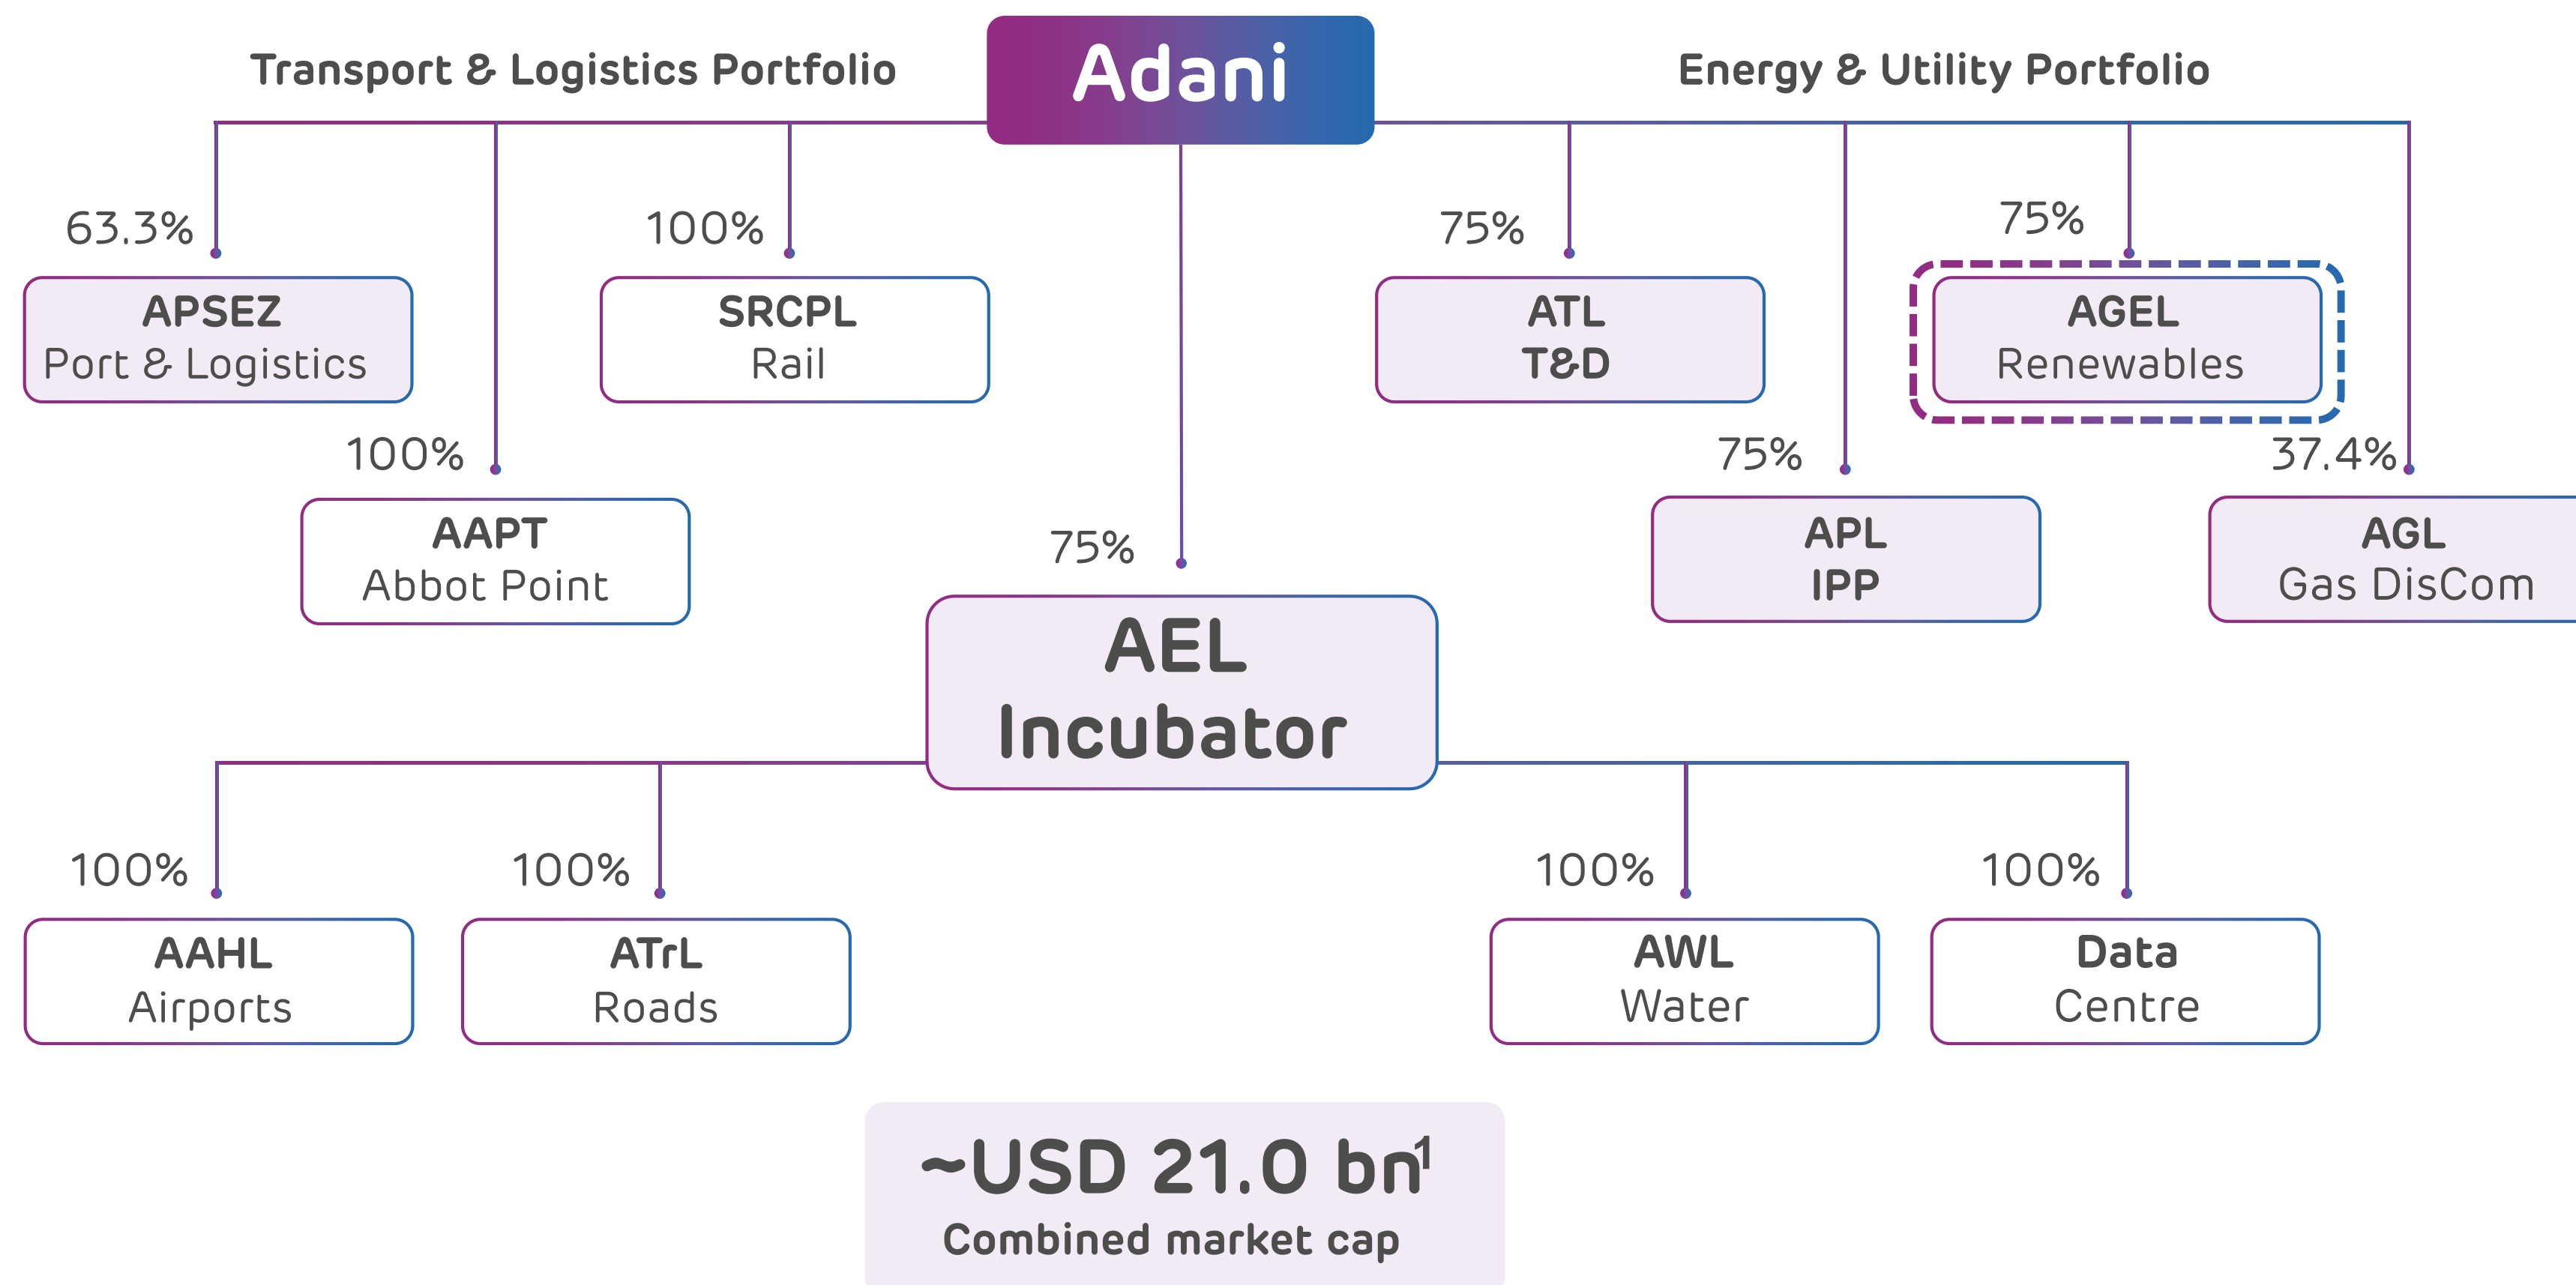 Adani
Transport & Logistics Portfolio
Energy & Utility Portfolio
63.3%
APSEZ
Port & Logistics
100%
SRCPL
Rail
100%
AAPT
Abbot Point
75%
ATL
T&D
75%
AGEL
Renewables
75%
APL
IPP
37.4%
AGL
Gas DisCom
75%
AEL
Incubator
100%
AAHL
Airports
100%
ATrL
Roads
100%
AWL
Water
100%
Data
Centre
~USD 21.0 bn¹
Combined market cap